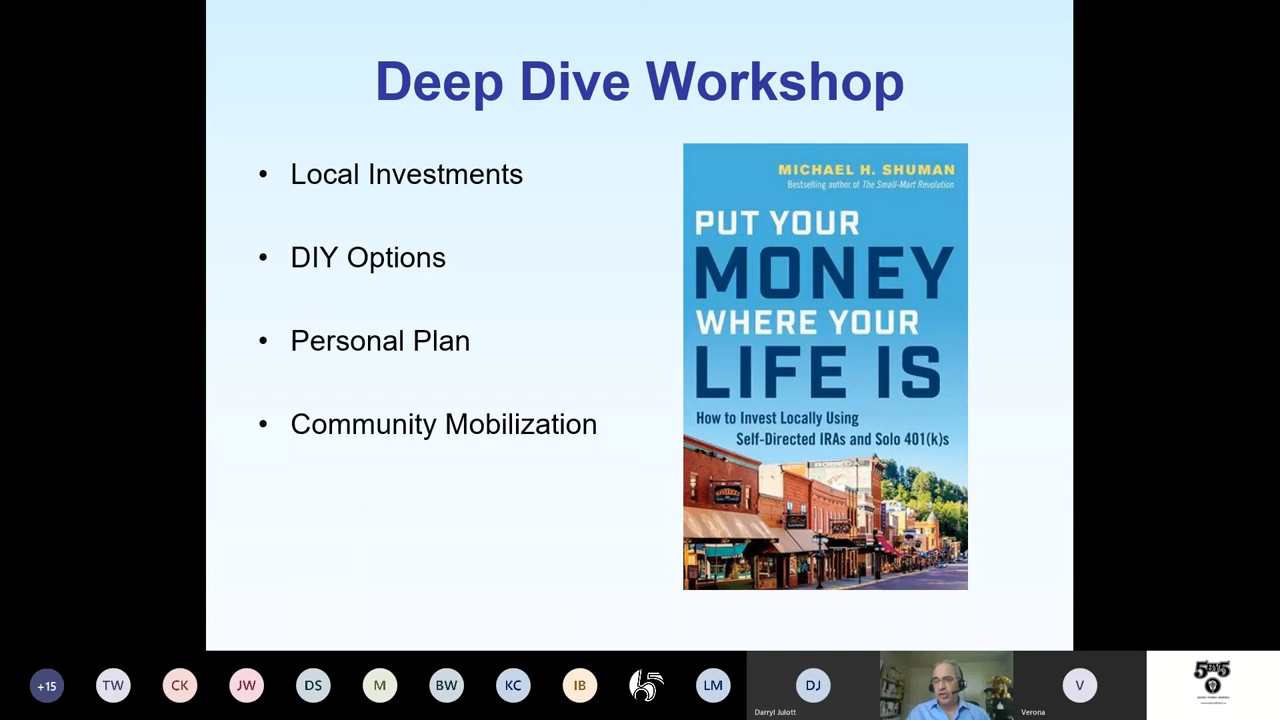 Deep Dive Workshop
• Local Investments
• DIY Options
• Personal Plan
• Community Mobilization
MICHAEL H. SHUMAN
Bestselling author of The Small-Mart Revolution
PUT YOUR
MONEY
WHERE YOUR
LIFE IS
How to Invest Locally Using
Self-Directed IRAs and Solo 401(k)s
+15
TW
CK
JW
DS
M
BW
KC
IB
LM
DJ
Darryl Julott
V
Verona
5BY5